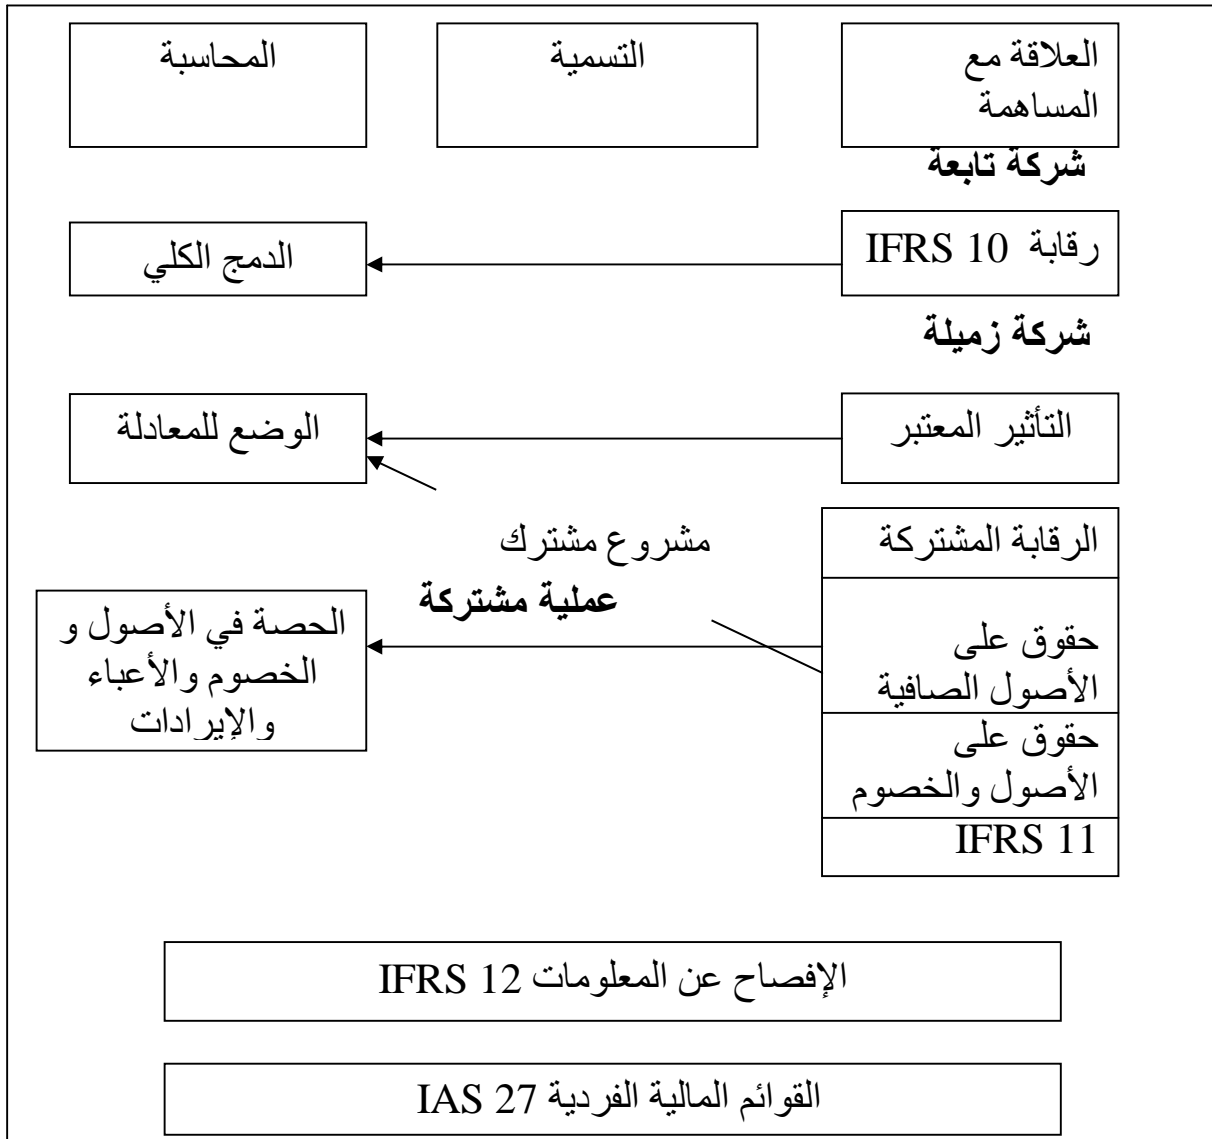 العلاقة مع
المساهمة
التسمية
المحاسبة
شركة تابعة
رقابة IFRS 10
الدمج الكلي
شركة زميلة
التأثير المعتبر
الوضع للمعادلة
الرقابة المشتركة
مشروع مشترك
عملية مشتركة
حقوق على
الأصول الصافية
الحصة في الأصول و
الخصوم والأعباء
والإيرادات
حقوق على
الأصول والخصوم
IFRS 11
الإفصاح عن المعلومات IFRS 12
القوائم المالية الفردية IAS 27